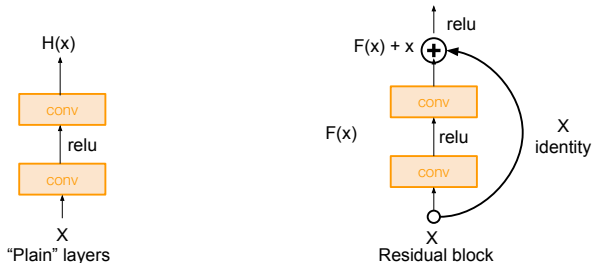 H(x)
conv
relu
conv
X
“Plain” layers
relu
F(x) + x
conv
F(x)
relu
X
identity
conv
X
Residual block